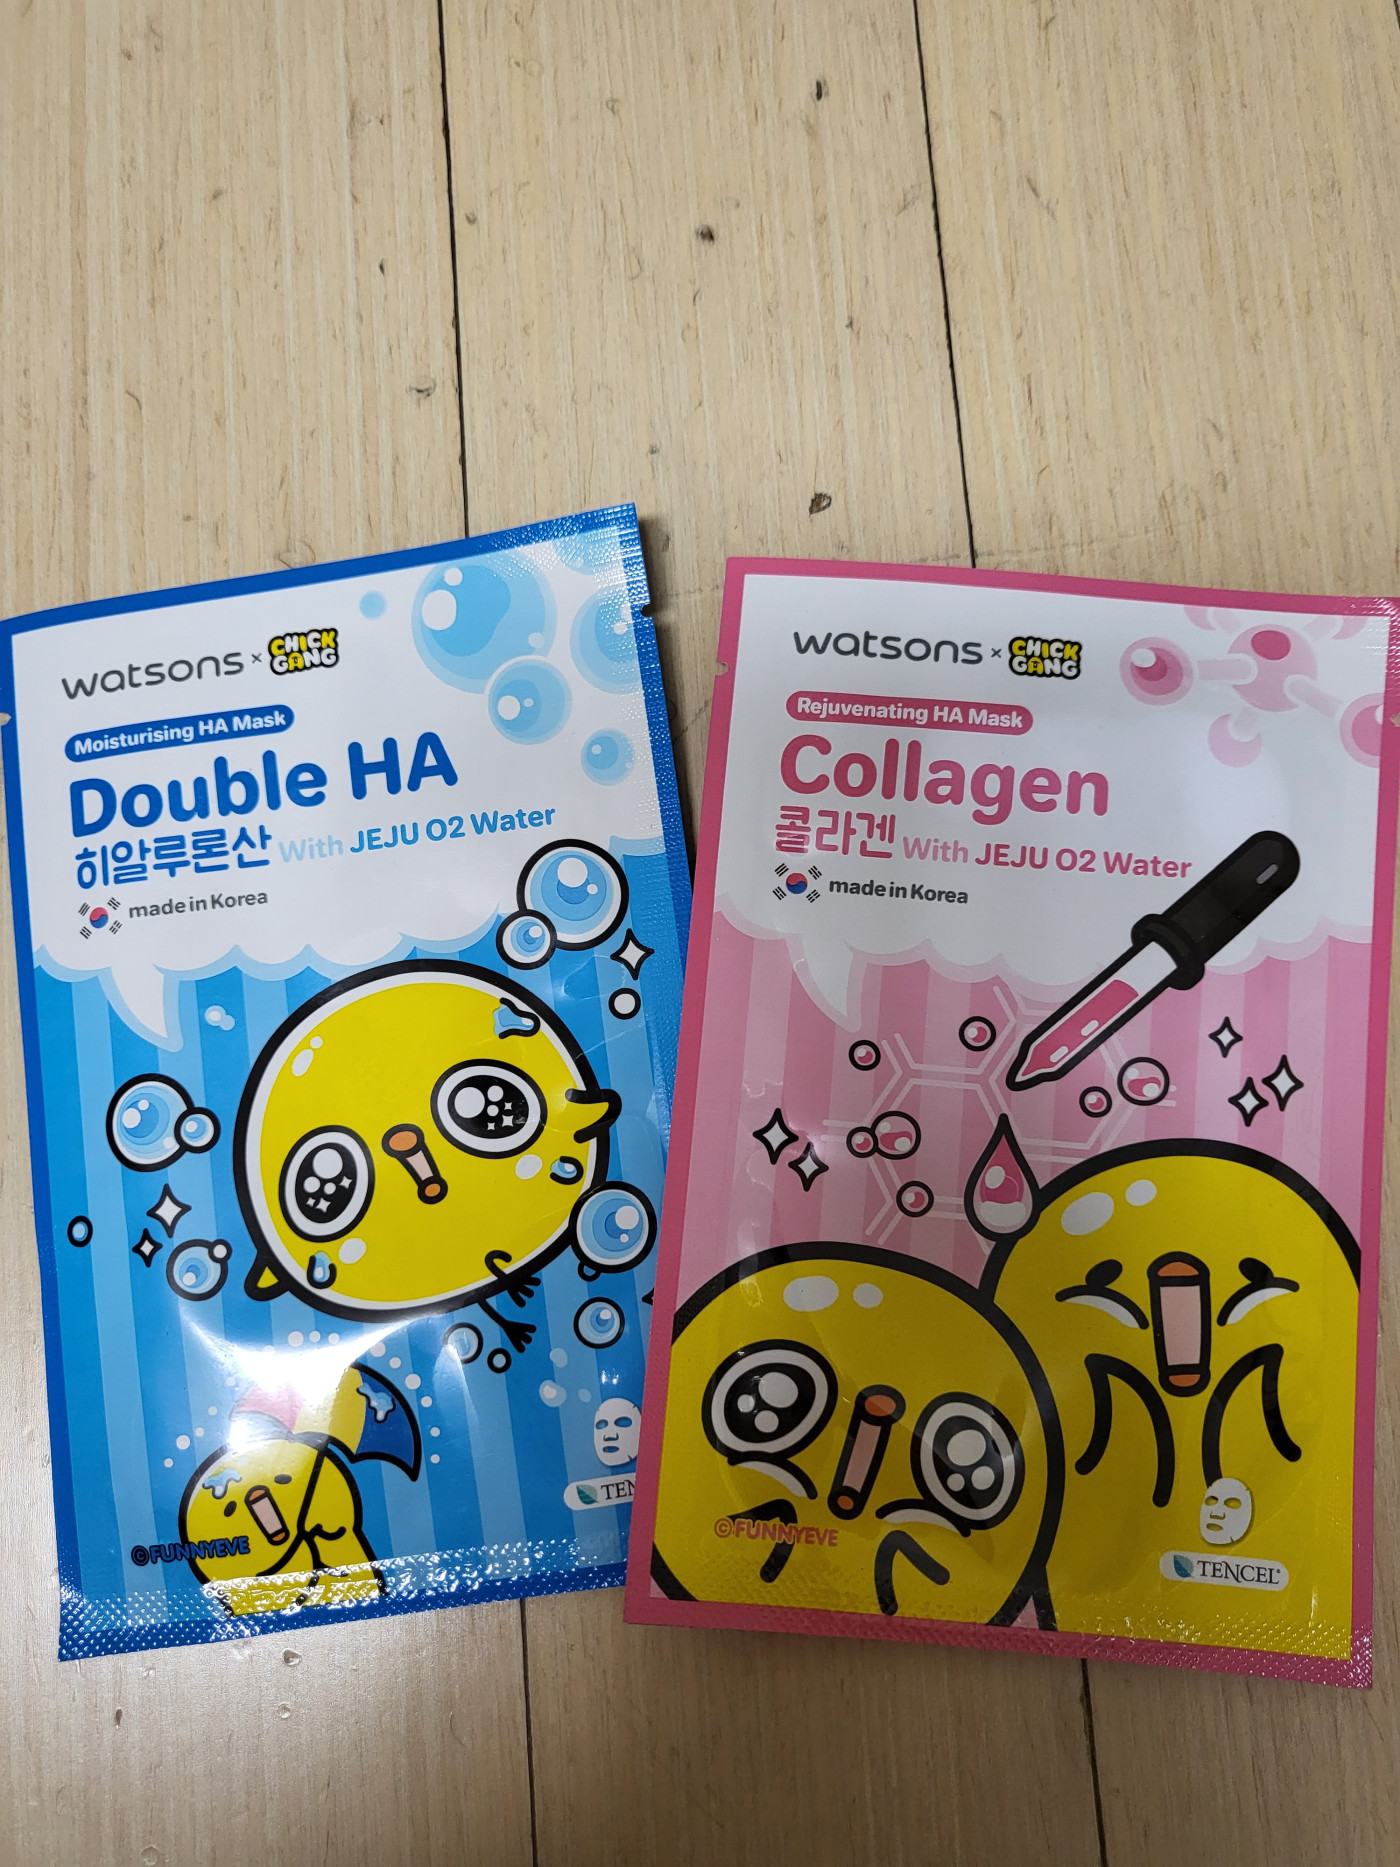 watsons × CHICK GANG
Moisturising HA Mask
Double HA
히알루론산 With JEJU O2 Water
made in Korea
©FUNNYEVE
watsons × CHICK GANG
Rejuvenating HA Mask
Collagen
콜라겐 With JEJU O2 Water
made in Korea
©FUNNYEVE
TENCEL®